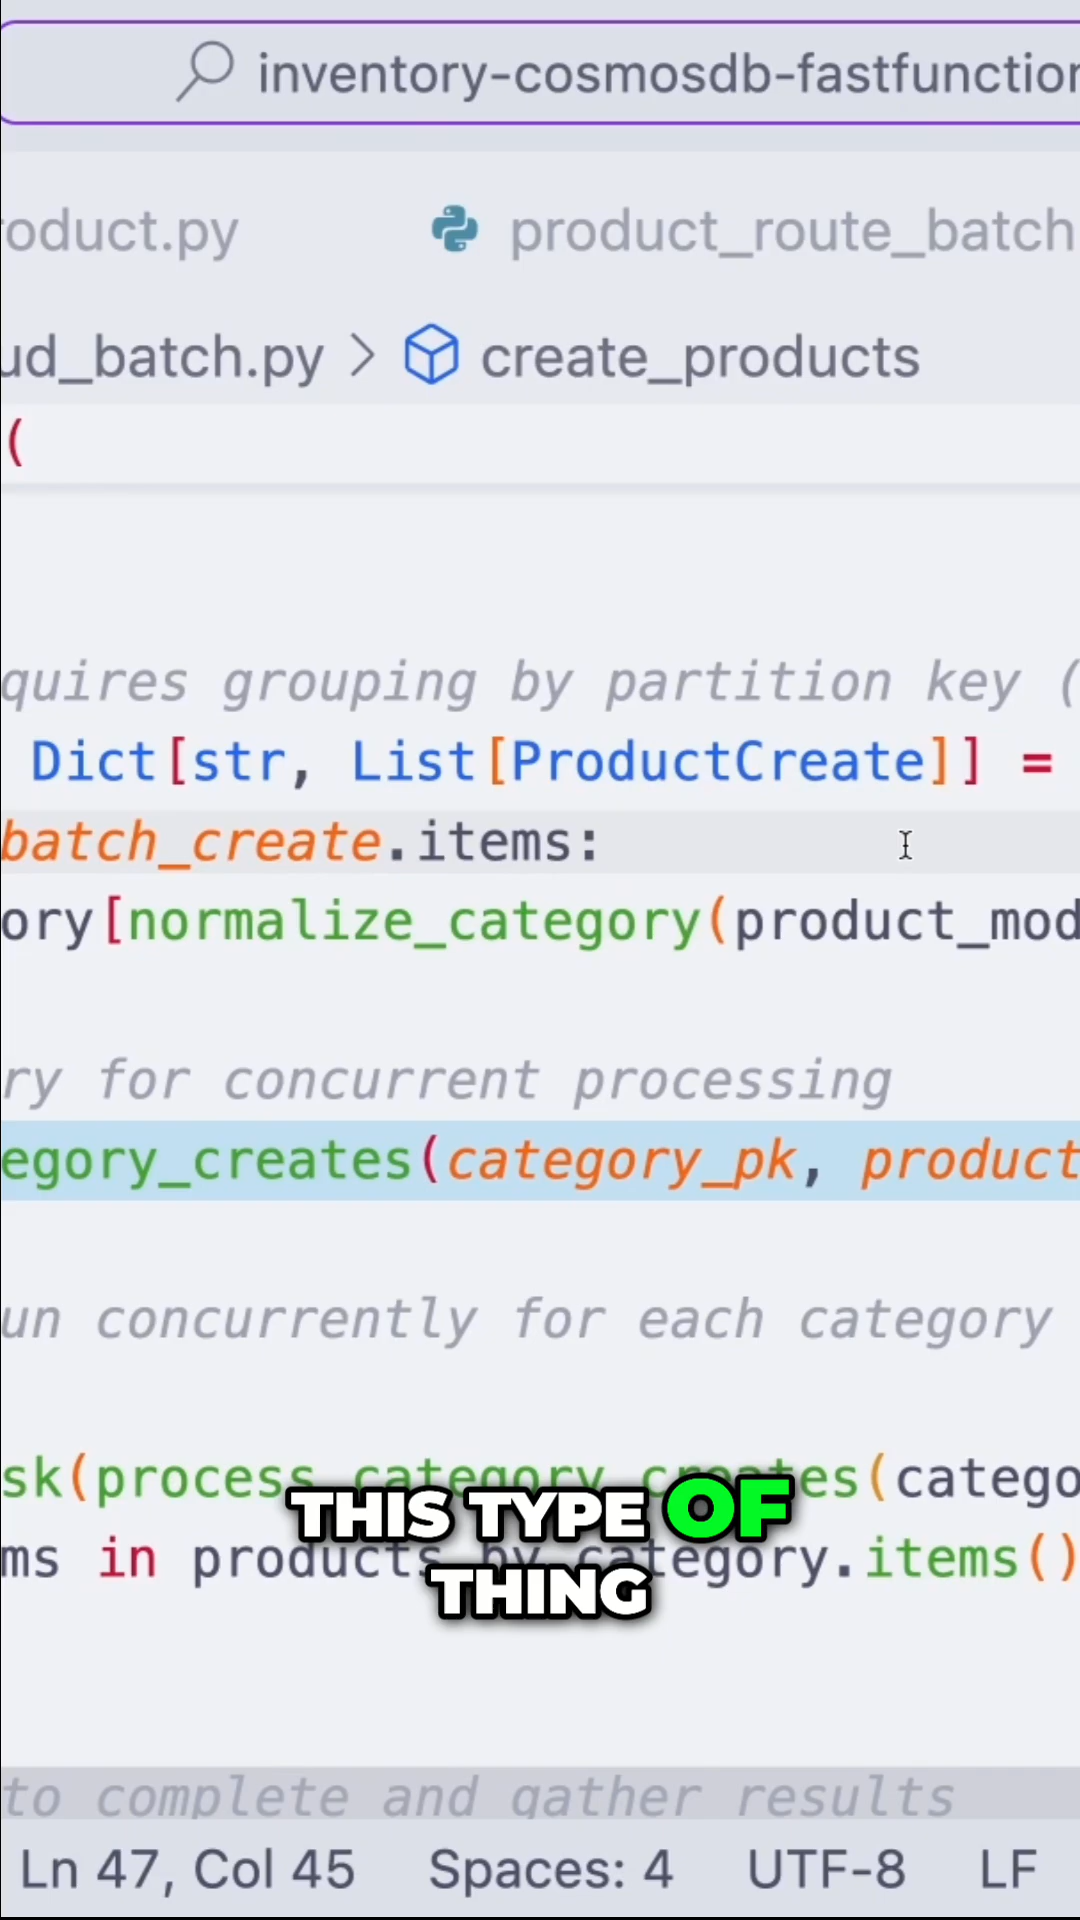 inventory-cosmosdb-fastfunction
roduct.py product_route_batch
ud_batch.py > create_products
(
quires grouping by partition key (
Dict[str, List[ProductCreate]] =
batch_create.items:
ory[normalize_category(product_mod
ry for concurrent processing
egory_creates(category_pk, product
un concurrently for each category
sk(process_category_creates(catego
THIS TYPE OF
ms in products_by_category.items()
THING
to complete and gather results
Ln 47, Col 45 Spaces: 4 UTF-8 LF